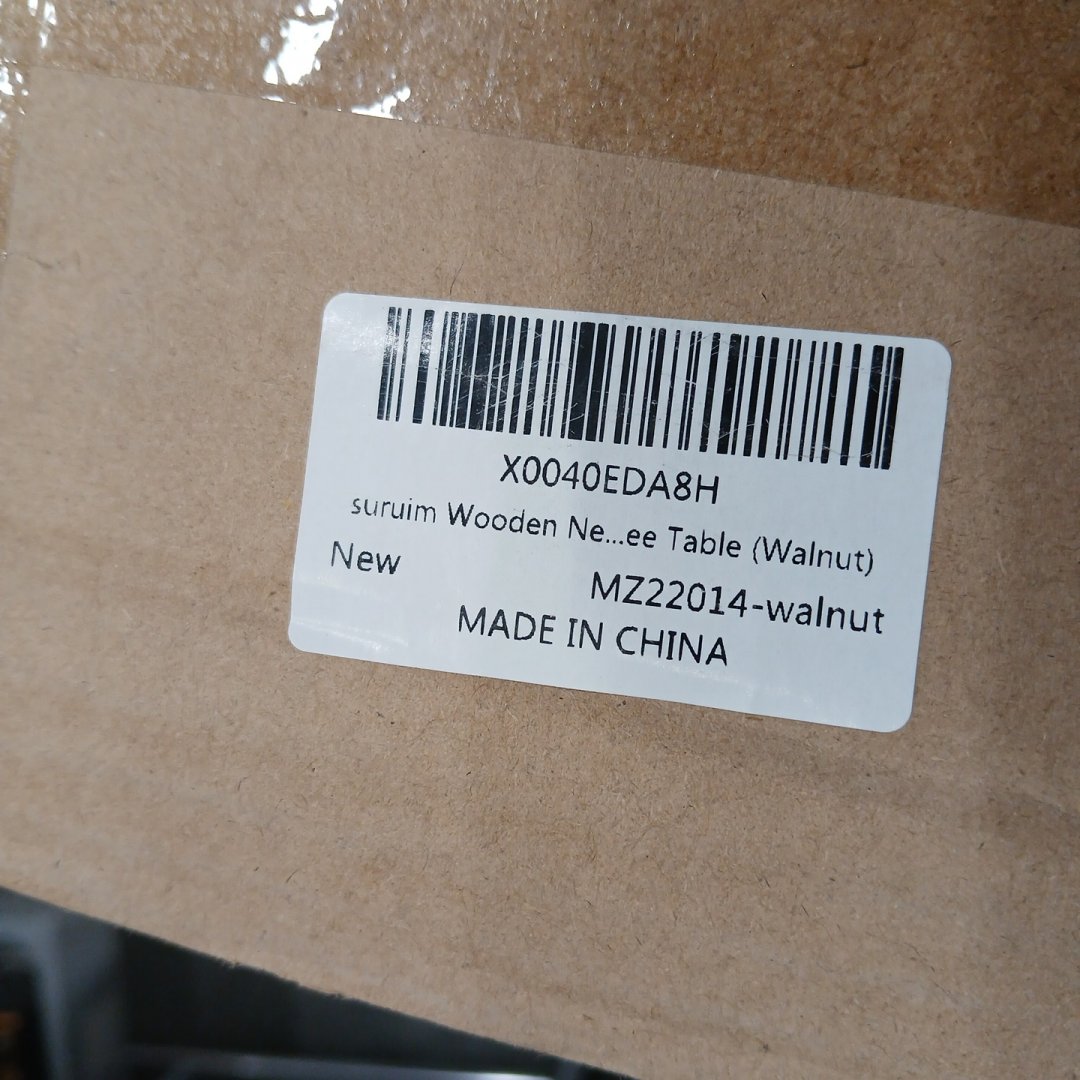 X0040EDA8H
suruim Wooden Ne...ee Table (Walnut)
New
MZ22014-walnut
MADE IN CHINA